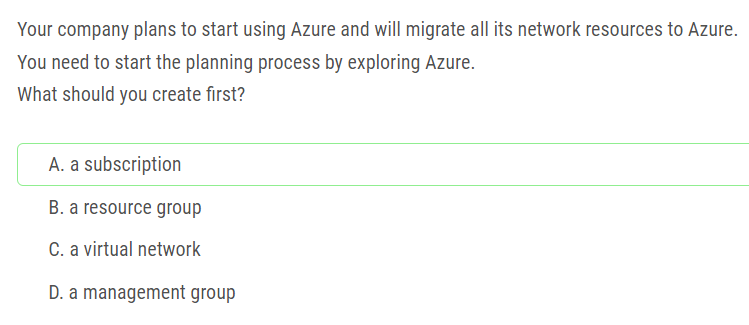 Your company plans to start using Azure and will migrate all its network resources to Azure.
You need to start the planning process by exploring Azure.
What should you create first?
A. a subscription
B. a resource group
C. a virtual network
D. a management group